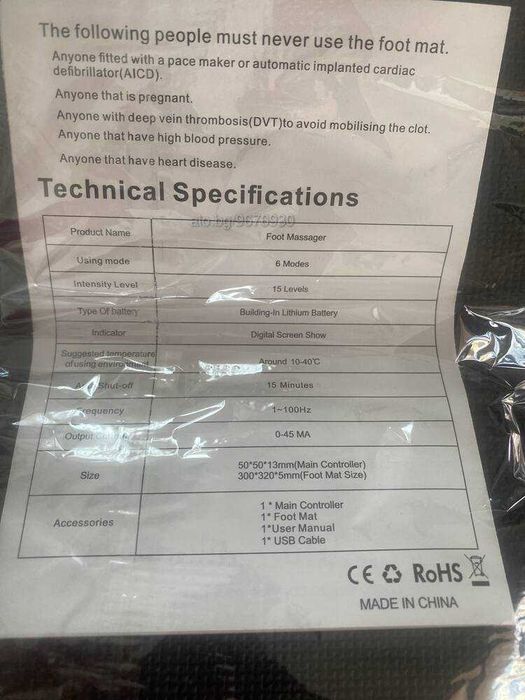 The following people must never use the foot mat.
Anyone fitted with a pace maker or automatic implanted cardiac
defibrillator(AICD).
Anyone that is pregnant.
Anyone with deep vein thrombosis(DVT)to avoid mobilising the clot.
Anyone that have high blood pressure.
Anyone that have heart disease.
Technical Specifications
alo.bg/9676930
Product Name Foot Massager
Using mode 6 Modes
Intensity Level 15 Levels
Type Of battery Building-In Lithium Battery
Indicator Digital Screen Show
Suggested temperature
of using environment Around 10-40℃
Shut-off 15 Minutes
Frequency 1~100Hz
Output 0-45 MA
Size 50*50*13mm(Main Controller)
300*320*5mm(Foot Mat Size)
Accessories 1 * Main Controller
1* Foot Mat
1*User Manual
1* USB Cable
CE RoHS
MADE IN CHINA